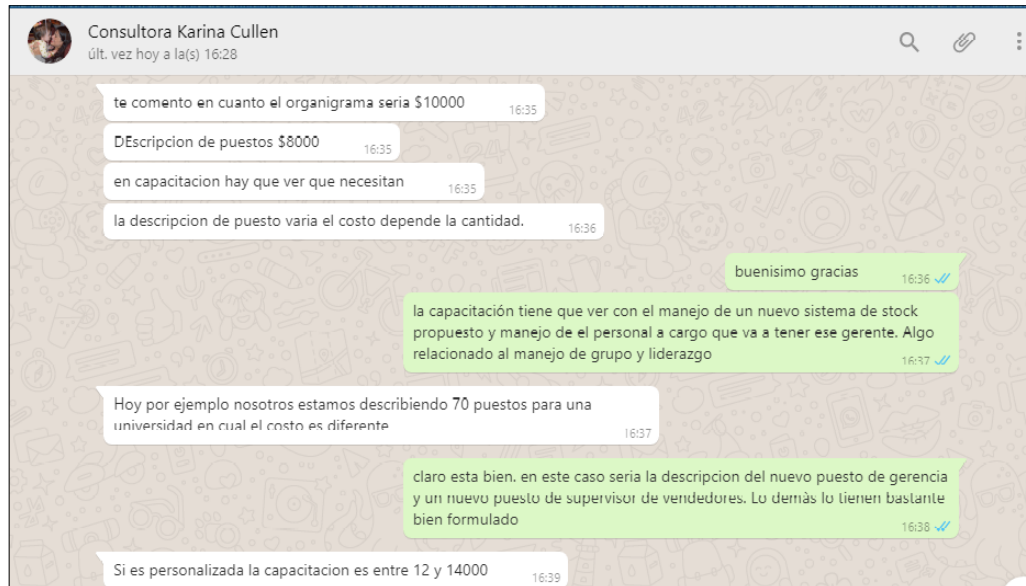 Consultora Karina Cullen
últ. vez hoy a la(s) 16:28
te comento en cuanto el organigrama seria $10000
16:35
DEscripcion de puestos $8000
16:35
en capacitacion hay que ver que necesitan
16:35
la descripcion de puesto varia el costo depende la cantidad.
16:36
buenisimo gracias
16:36
la capacitación tiene que ver con el manejo de un nuevo sistema de stock
propuesto y manejo de el personal a cargo que va a tener ese gerente. Algo
relacionado al manejo de grupo y liderazgo
16:37
Hoy por ejemplo nosotros estamos describiendo 70 puestos para una
universidad en cual el costo es diferente
16:37
claro esta bien. en este caso seria la descripcion del nuevo puesto de gerencia
y un nuevo puesto de supervisor de vendedores. Lo demàs lo tienen bastante
bien formulado
16:38
Si es personalizada la capacitacion es entre 12 y 14000
16:39